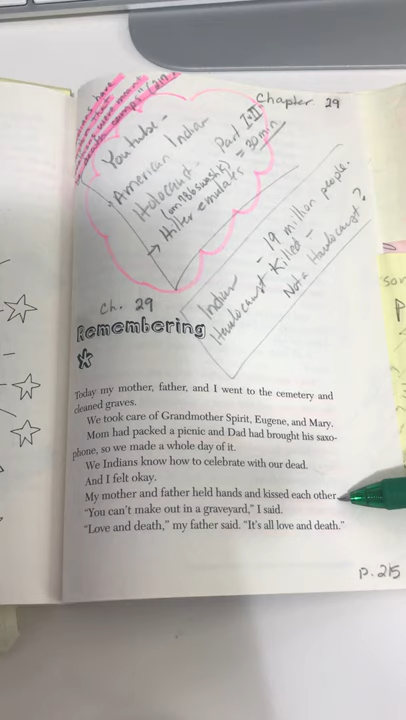 Chapter 29
Youtube-
American Indian
Holocaust - Part I + II
= 30 min
→ Hitler emulates
Indian
Holocaust Killed - 19 million people.
Not a Holocaust?
Ch. 29
Remembering
*
Today my mother, father, and I went to the cemetery and
cleaned graves.
We took care of Grandmother Spirit, Eugene, and Mary.
Mom had packed a picnic and Dad had brought his saxo-
phone, so we made a whole day of it.
We Indians know how to celebrate with our dead.
And I felt okay.
My mother and father held hands and kissed each other.
"You can't make out in a graveyard," I said.
"Love and death," my father said. "It's all love and death."
p. 215